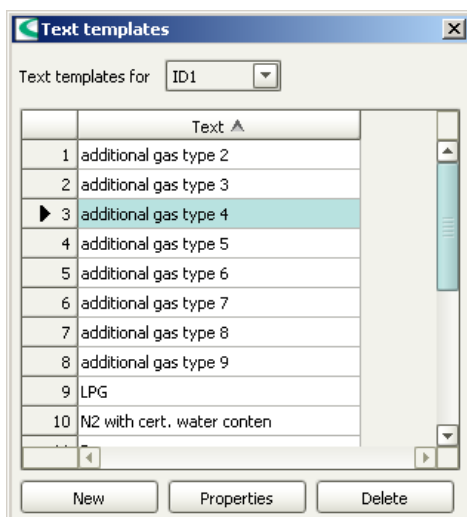 Text templates
Text templates for ID1
Text
1 additional gas type 2
2 additional gas type 3
3 additional gas type 4
4 additional gas type 5
5 additional gas type 6
6 additional gas type 7
7 additional gas type 8
8 additional gas type 9
9 LPG
10 N2 with cert. water conten
New Properties Delete